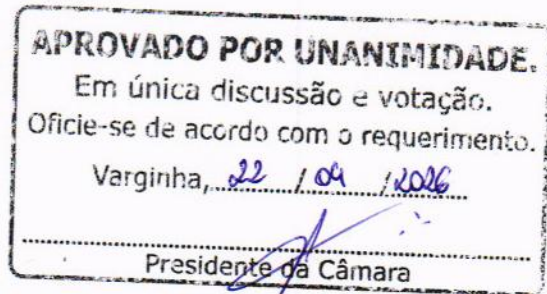 APROVADO POR UNANIMIDADE.
Em única discussão e votação.
Oficie-se de acordo com o requerimento.
Varginha, 22 / 04 / 2026
Presidente da Câmara